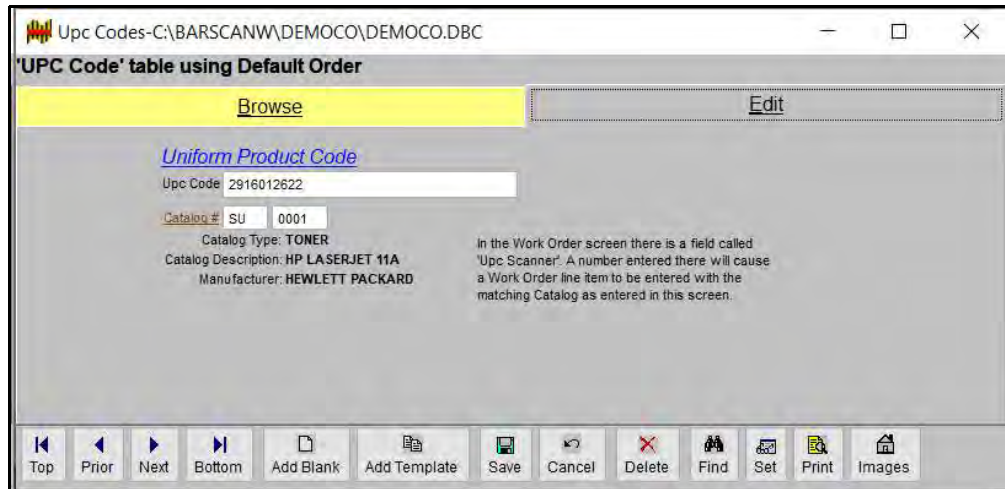 Upc Codes-C:\BARSCANW\DEMOCO\DEMOCO.DBC
'UPC Code' table using Default Order
Browse
Edit
Uniform Product Code
Upc Code 2916012622
Catalog # SU 0001
Catalog Type: TONER
Catalog Description: HP LASERJET 11A
Manufacturer: HEWLETT PACKARD
In the Work Order screen there is a field called
'Upc Scanner'. A number entered there will cause
a Work Order line item to be entered with the
matching Catalog as entered in this screen.
Top Prior Next Bottom Add Blank Add Template Save Cancel Delete Find Set Print Images